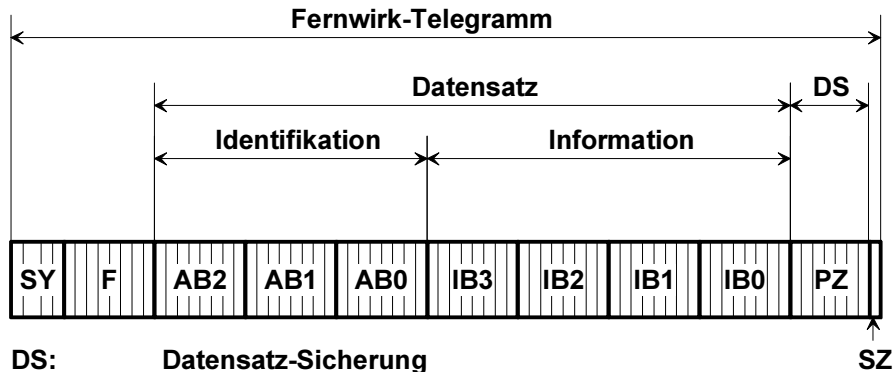 Fernwirk-Telegramm
Datensatz DS
Identifikation Information
SY F AB2 AB1 AB0 IB3 IB2 IB1 IB0 PZ
DS: Datensatz-Sicherung SZ